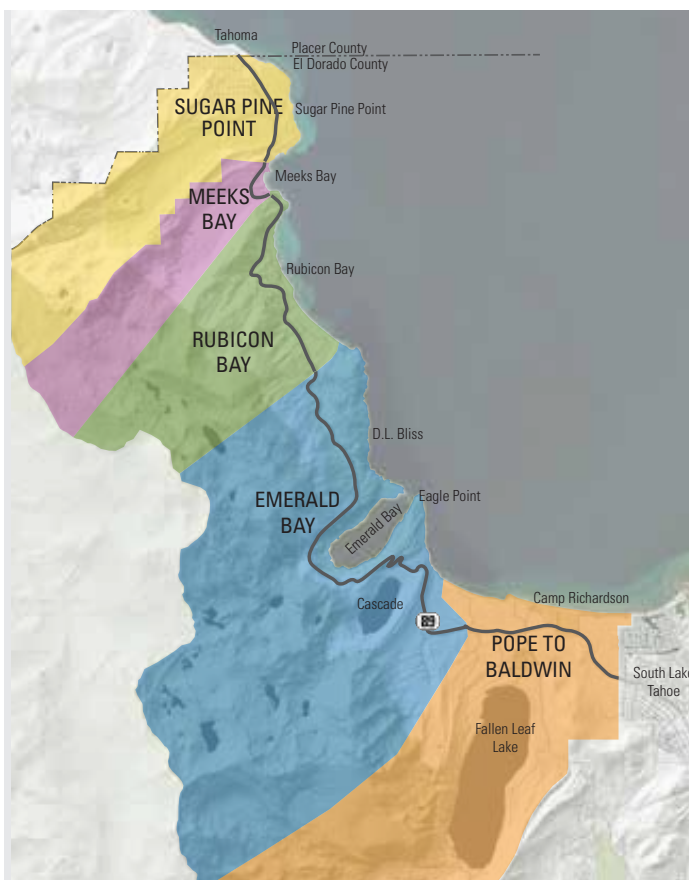 Tahoma
Placer County
El Dorado County
SUGAR PINE
POINT
Sugar Pine Point
Meeks Bay
MEEKS
BAY
Rubicon Bay
RUBICON
BAY
D.L. Bliss
EMERALD
BAY
Eagle Point
Emerald Bay
Cascade
Camp Richardson
89
POPE TO
BALDWIN
South Lake
Tahoe
Fallen Leaf
Lake